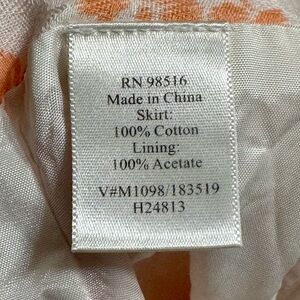 RN 98516
Made in China
Skirt:
100% Cotton
Lining:
100% Acetate
V#M1098/183519
H24813